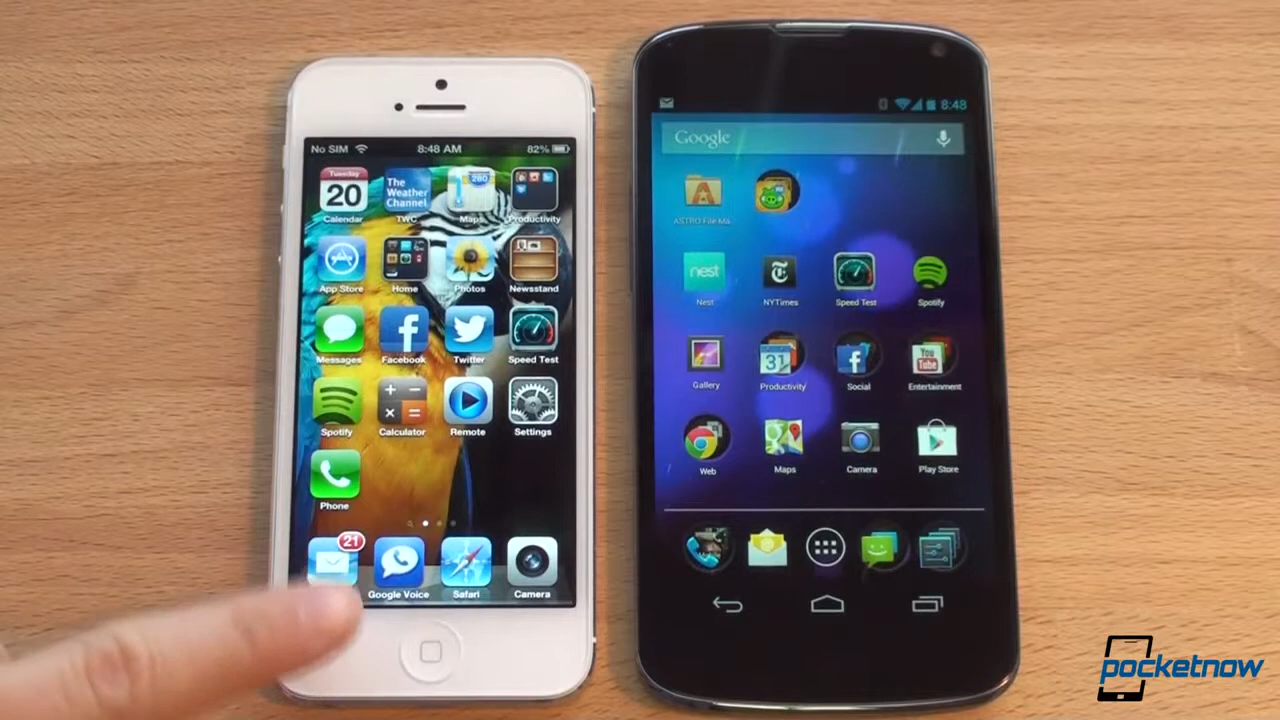 No SIM 8:48 AM 82%
Tuesday
20
Calendar
The
Weather
Channel
TWC
280
Maps
Productivity
App Store
Home
Photos
Newsstand
Messages
Facebook
Twitter
Speed Test
Spotify
Calculator
Remote
Settings
Phone
21
Google Voice
Safari
Camera
8:48
Google
ASTRO File Ma
nest
Nest
NYTimes
Speed Test
Spotify
Gallery
31
Productivity
Social
You
Tube
Entertainment
Web
Maps
Camera
Play Store
pocketnow